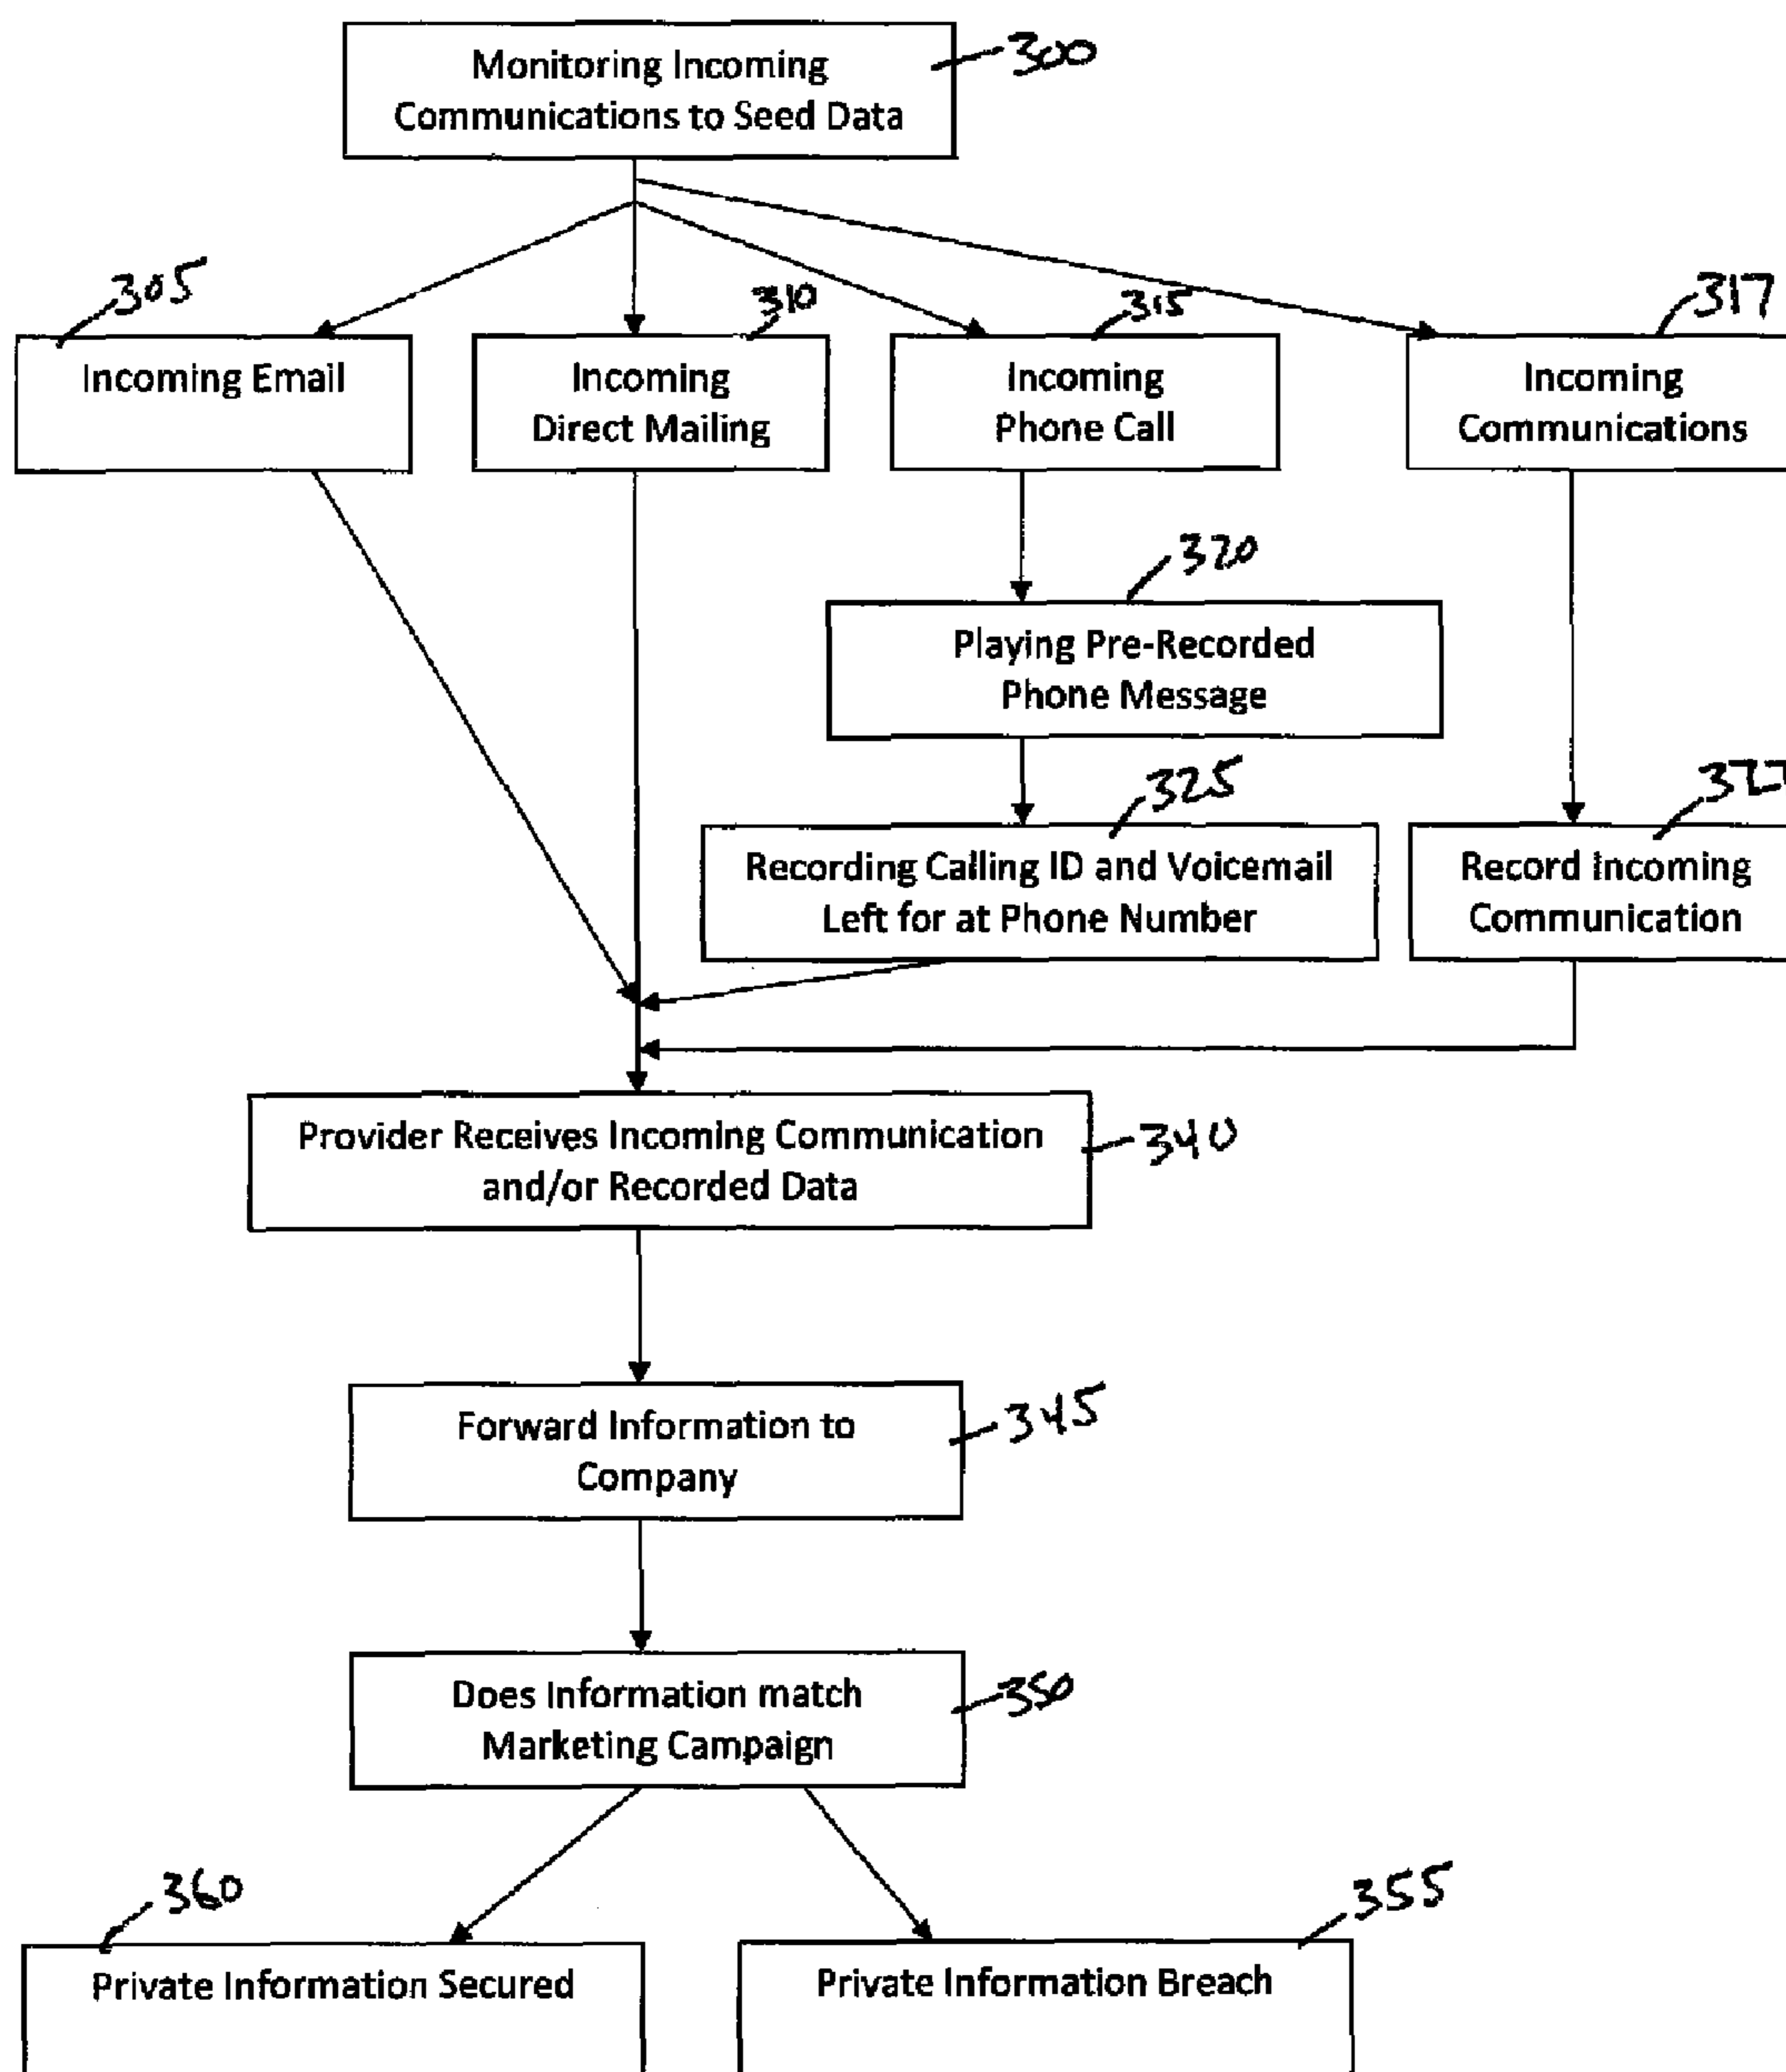 Monitoring Incoming
Communications to Seed Data
300
305
310
315
317
Incoming Email
Incoming
Direct Mailing
Incoming
Phone Call
Incoming
Communications
320
Playing Pre-Recorded
Phone Message
325
Recording Calling ID and Voicemail
Left for at Phone Number
Record Incoming
Communication
Provider Receives Incoming Communication
and/or Recorded Data
340
Forward Information to
Company
345
Does Information match
Marketing Campaign
350
360
355
Private Information Secured
Private Information Breach